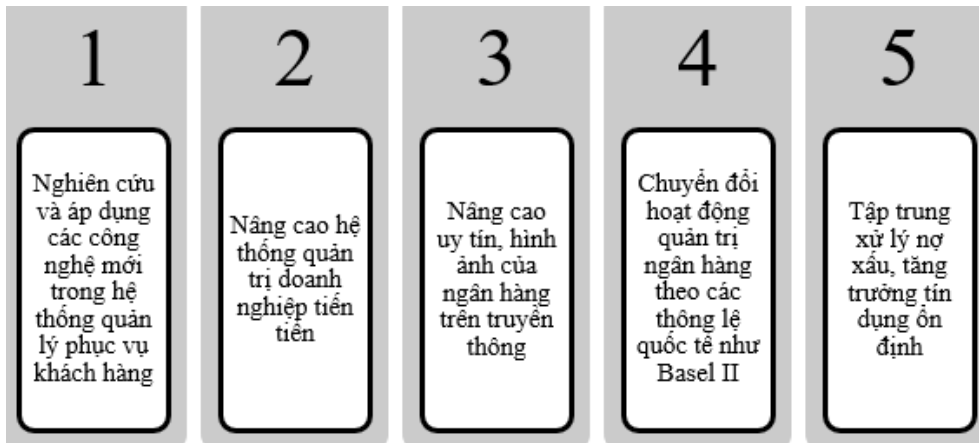 1
Nghiên cứu
và áp dụng
các công
nghệ mới
trong hệ
thống quản
lý phục vụ
khách hàng
2
Nâng cao hệ
thống quản
trị doanh
nghiệp tiến
tiến
3
Nâng cao
uy tín, hình
ảnh của
ngân hàng
trên truyền
thông
4
Chuyển đổi
hoạt động
quản trị
ngân hàng
theo các
thông lệ
quốc tế như
Basel II
5
Tập trung
xử lý nợ
xấu, tăng
trưởng tín
dụng ổn
định